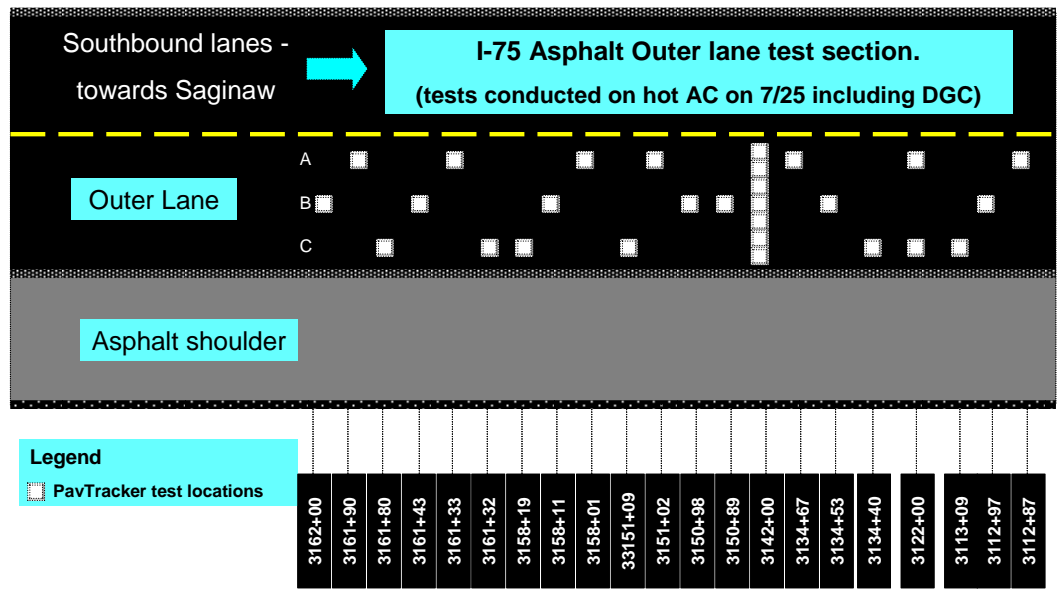 Southbound lanes -
towards Saginaw
I-75 Asphalt Outer lane test section.
(tests conducted on hot AC on 7/25 including DGC)
A
Outer Lane
B
C
Asphalt shoulder
Legend
PavTracker test locations
3162+00
3161+90
3161+80
3161+43
3161+33
3161+32
3158+19
3158+11
3158+01
33151+09
3151+02
3150+98
3150+89
3142+00
3134+67
3134+53
3134+40
3122+00
3113+09
3112+97
3112+87